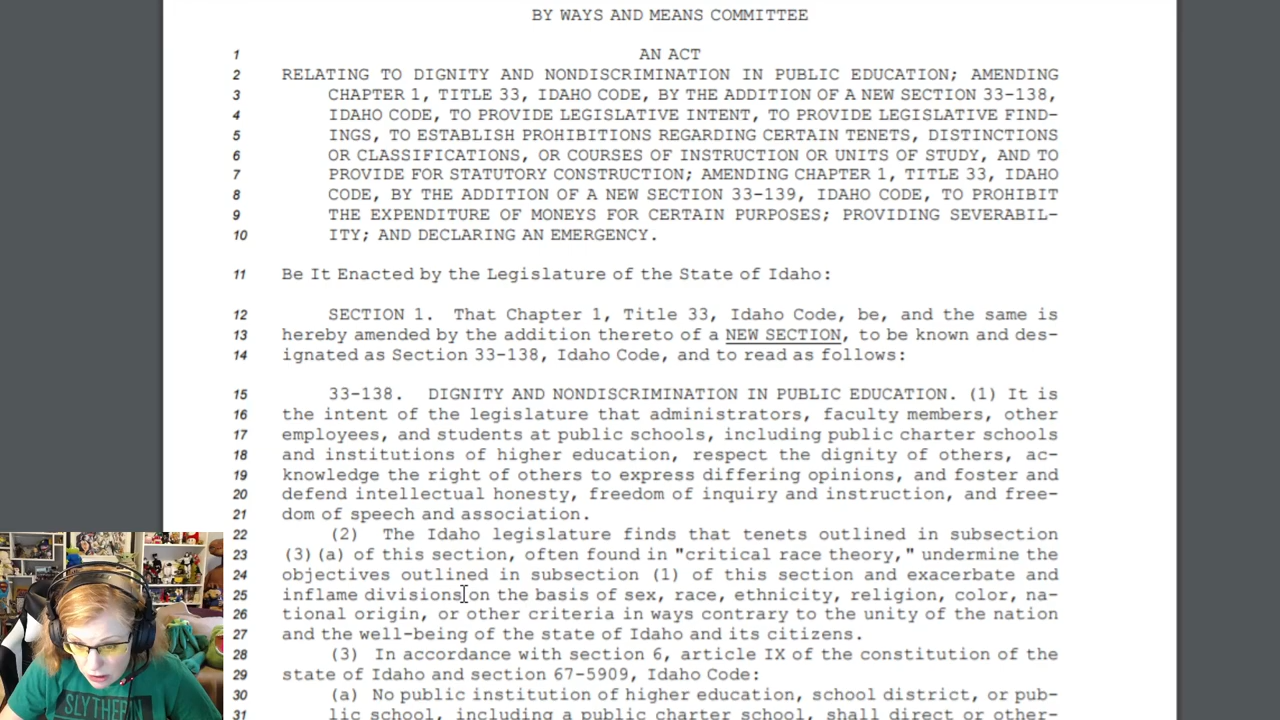 BY WAYS AND MEANS COMMITTEE
1 AN ACT
2 RELATING TO DIGNITY AND NONDISCRIMINATION IN PUBLIC EDUCATION; AMENDING
3 CHAPTER 1, TITLE 33, IDAHO CODE, BY THE ADDITION OF A NEW SECTION 33-138,
4 IDAHO CODE, TO PROVIDE LEGISLATIVE INTENT, TO PROVIDE LEGISLATIVE FIND-
5 INGS, TO ESTABLISH PROHIBITIONS REGARDING CERTAIN TENETS, DISTINCTIONS
6 OR CLASSIFICATIONS, OR COURSES OF INSTRUCTION OR UNITS OF STUDY, AND TO
7 PROVIDE FOR STATUTORY CONSTRUCTION; AMENDING CHAPTER 1, TITLE 33, IDAHO
8 CODE, BY THE ADDITION OF A NEW SECTION 33-139, IDAHO CODE, TO PROHIBIT
9 THE EXPENDITURE OF MONEYS FOR CERTAIN PURPOSES; PROVIDING SEVERABIL-
10 ITY; AND DECLARING AN EMERGENCY.
11 Be It Enacted by the Legislature of the State of Idaho:
12 SECTION 1. That Chapter 1, Title 33, Idaho Code, be, and the same is
13 hereby amended by the addition thereto of a NEW SECTION, to be known and des-
14 ignated as Section 33-138, Idaho Code, and to read as follows:
15 33-138. DIGNITY AND NONDISCRIMINATION IN PUBLIC EDUCATION. (1) It is
16 the intent of the legislature that administrators, faculty members, other
17 employees, and students at public schools, including public charter schools
18 and institutions of higher education, respect the dignity of others, ac-
19 knowledge the right of others to express differing opinions, and foster and
20 defend intellectual honesty, freedom of inquiry and instruction, and free-
21 dom of speech and association.
22 (2) The Idaho legislature finds that tenets outlined in subsection
23 (3)(a) of this section, often found in "critical race theory," undermine the
24 objectives outlined in subsection (1) of this section and exacerbate and
25 inflame divisions on the basis of sex, race, ethnicity, religion, color, na-
26 tional origin, or other criteria in ways contrary to the unity of the nation
27 and the well-being of the state of Idaho and its citizens.
28 (3) In accordance with section 6, article IX of the constitution of the
29 state of Idaho and section 67-5909, Idaho Code:
30 (a) No public institution of higher education, school district, or pub-
31 lic school, including a public charter school, shall direct or other-
SLYTHERIN